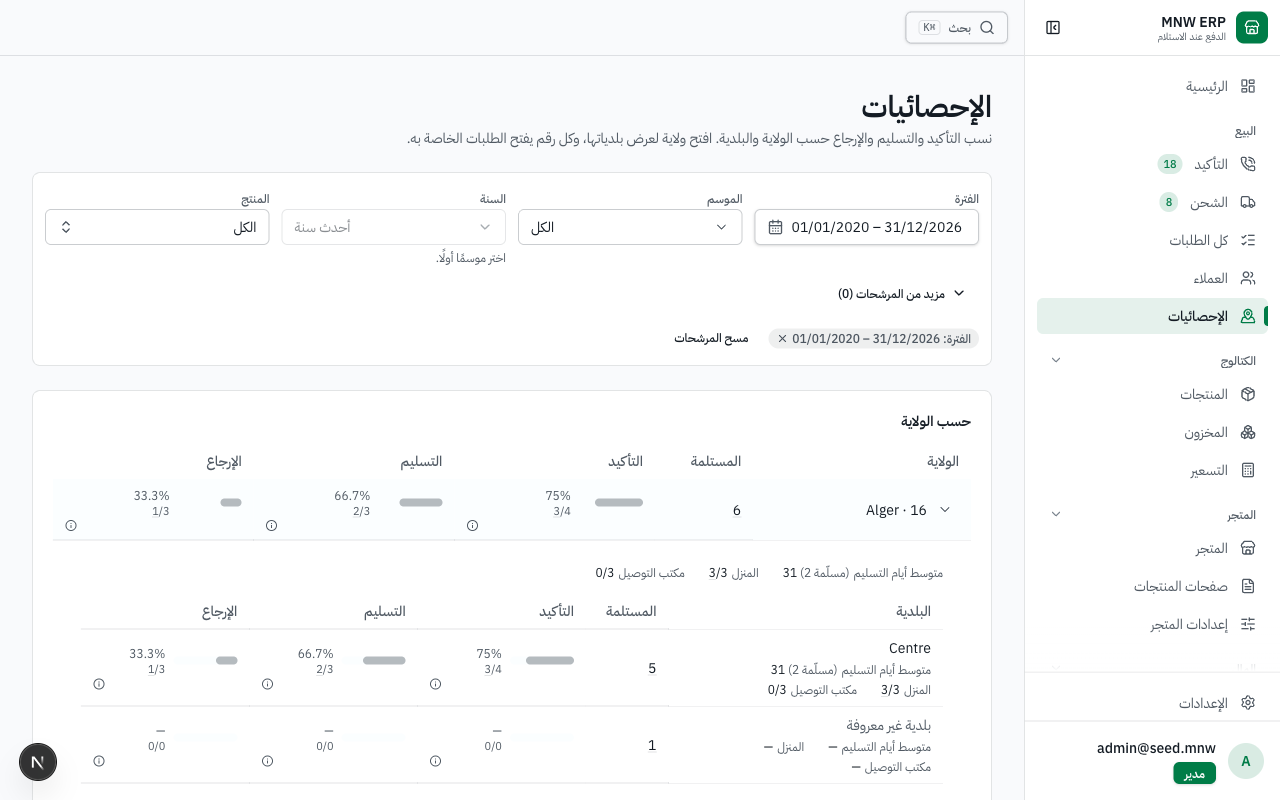 MNW ERP
الدفع عند الاستلام
بحث ⌘K
الرئيسية
البيع
التأكيد 18
الشحن 8
كل الطلبات
العملاء
الإحصائيات
الكتالوج
المنتجات
المخزون
التسعير
المتجر
المتجر
صفحات المنتجات
إعدادات المتجر
الإعدادات
admin@seed.mnw
مدير
A
الإحصائيات
نسب التأكيد والتسليم والإرجاع حسب الولاية والبلدية. افتح ولاية لعرض بلدياتها، وكل رقم يفتح الطلبات الخاصة به.
الفترة الموسم السنة المنتج
01/01/2020 – 31/12/2026 الكل أحدث سنة الكل
اختر موسمًا أولًا.
مزيد من المرشحات (0)
الفترة: 01/01/2020 – 31/12/2026 ✕ مسح المرشحات
حسب الولاية
الولاية المستلمة التأكيد التسليم الإرجاع
Alger · 16 6 75% 66.7% 33.3%
3/4 2/3 1/3
متوسط أيام التسليم (مسلّمة 2) 31 المنزل 3/3 مكتب التوصيل 0/3
البلدية المستلمة التأكيد التسليم الإرجاع
Centre 5 75% 66.7% 33.3%
3/4 2/3 1/3
متوسط أيام التسليم (مسلّمة 2) 31
المنزل 3/3 مكتب التوصيل 0/3
بلدية غير معروفة 1 — — —
0/0 0/0 0/0
متوسط أيام التسليم — المنزل —
مكتب التوصيل —
N